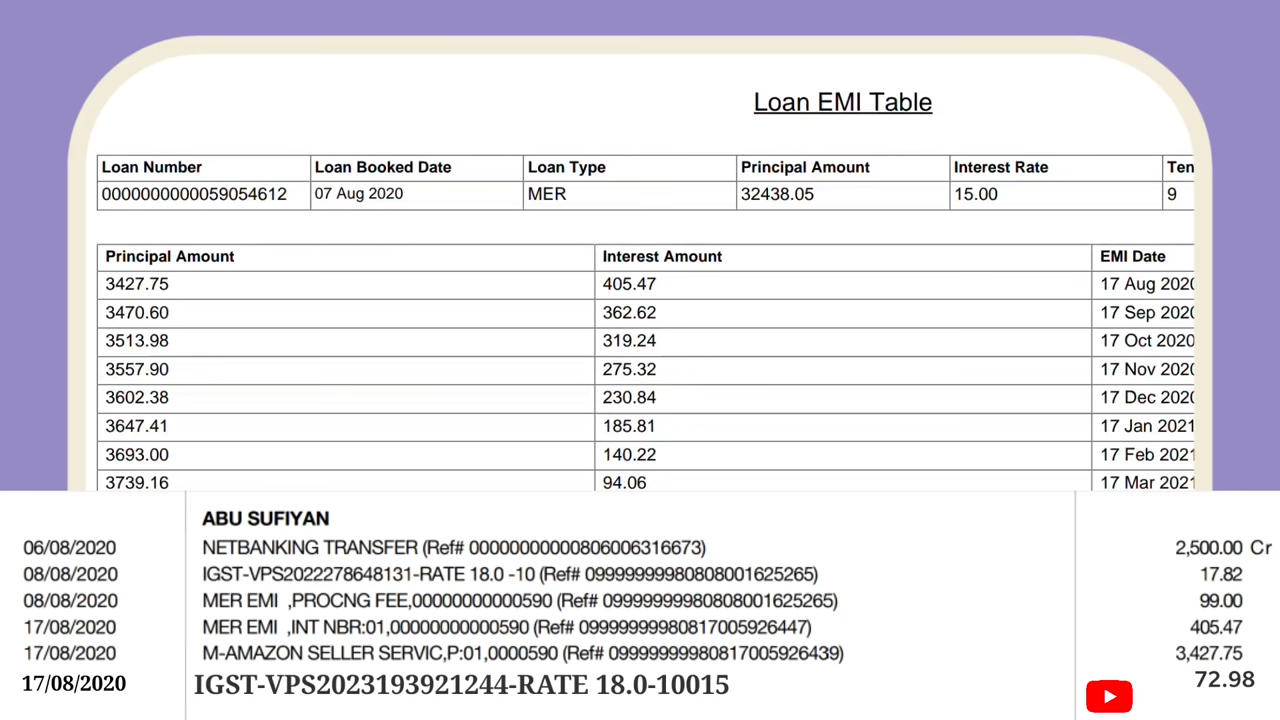 Loan EMI Table
Loan Number Loan Booked Date Loan Type Principal Amount Interest Rate Ten
0000000000059054612 07 Aug 2020 MER 32438.05 15.00 9
Principal Amount Interest Amount EMI Date
3427.75 405.47 17 Aug 2020
3470.60 362.62 17 Sep 2020
3513.98 319.24 17 Oct 2020
3557.90 275.32 17 Nov 2020
3602.38 230.84 17 Dec 2020
3647.41 185.81 17 Jan 2021
3693.00 140.22 17 Feb 2021
3739.16 94.06 17 Mar 2021
ABU SUFIYAN
06/08/2020 NETBANKING TRANSFER (Ref# 000000000000806006316673) 2,500.00 Cr
08/08/2020 IGST-VPS2022278648131-RATE 18.0 -10 (Ref# 09999999980808001625265) 17.82
08/08/2020 MER EMI ,PROCNG FEE,00000000000590 (Ref# 09999999980808001625265) 99.00
17/08/2020 MER EMI ,INT NBR:01,00000000000590 (Ref# 09999999980817005926447) 405.47
17/08/2020 M-AMAZON SELLER SERVIC,P:01,0000590 (Ref# 09999999980817005926439) 3,427.75
17/08/2020 IGST-VPS2023193921244-RATE 18.0-10015 72.98